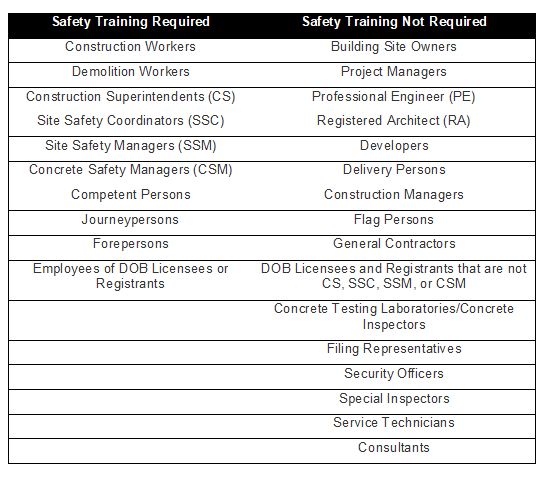 Safety Training Required Safety Training Not Required
Construction Workers Building Site Owners
Demolition Workers Project Managers
Construction Superintendents (CS) Professional Engineer (PE)
Site Safety Coordinators (SSC) Registered Architect (RA)
Site Safety Managers (SSM) Developers
Concrete Safety Managers (CSM) Delivery Persons
Competent Persons Construction Managers
Journeypersons Flag Persons
Forepersons General Contractors
Employees of DOB Licensees or DOB Licensees and Registrants that are not
Registrants CS, SSC, SSM, or CSM
Concrete Testing Laboratories/Concrete
Inspectors
Filing Representatives
Security Officers
Special Inspectors
Service Technicians
Consultants